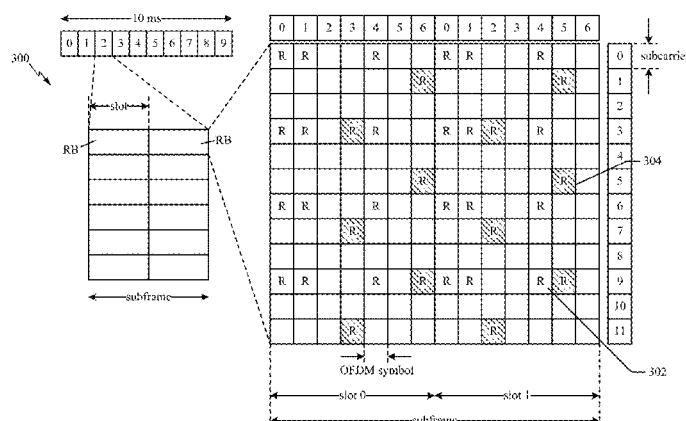 10 ms
0 1 2 3 4 5 6 7 8 9
300
slot
RB
RB
subframe
0 1 2 3 4 5 6 0 1 2 3 4 5 6
R R R R R R 0
subcarrie
R R 1
2
R R R R R R R R 3
4
304
R R 5
R R R R R R 6
R R 7
8
R R R R R R R R 9
10
R R 11
302
OFDM symbol
slot 0
slot 1
subframe